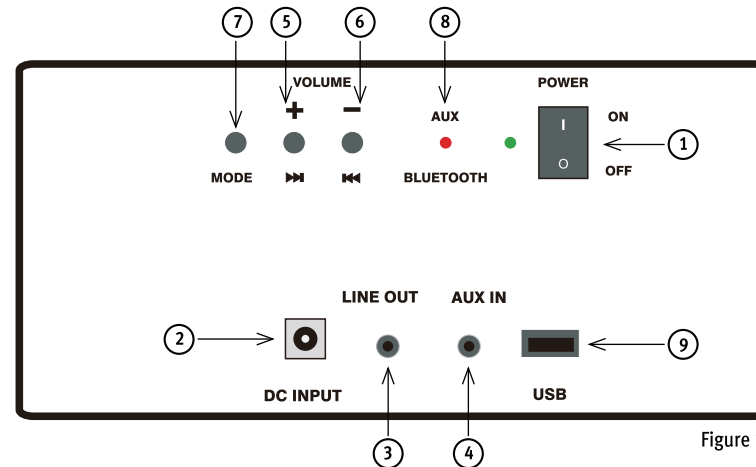 7 5 6 8
VOLUME POWER
+ −
AUX ON
I
1
O
MODE BLUETOOTH OFF
LINE OUT AUX IN
2 9
DC INPUT USB
3 4
Figure